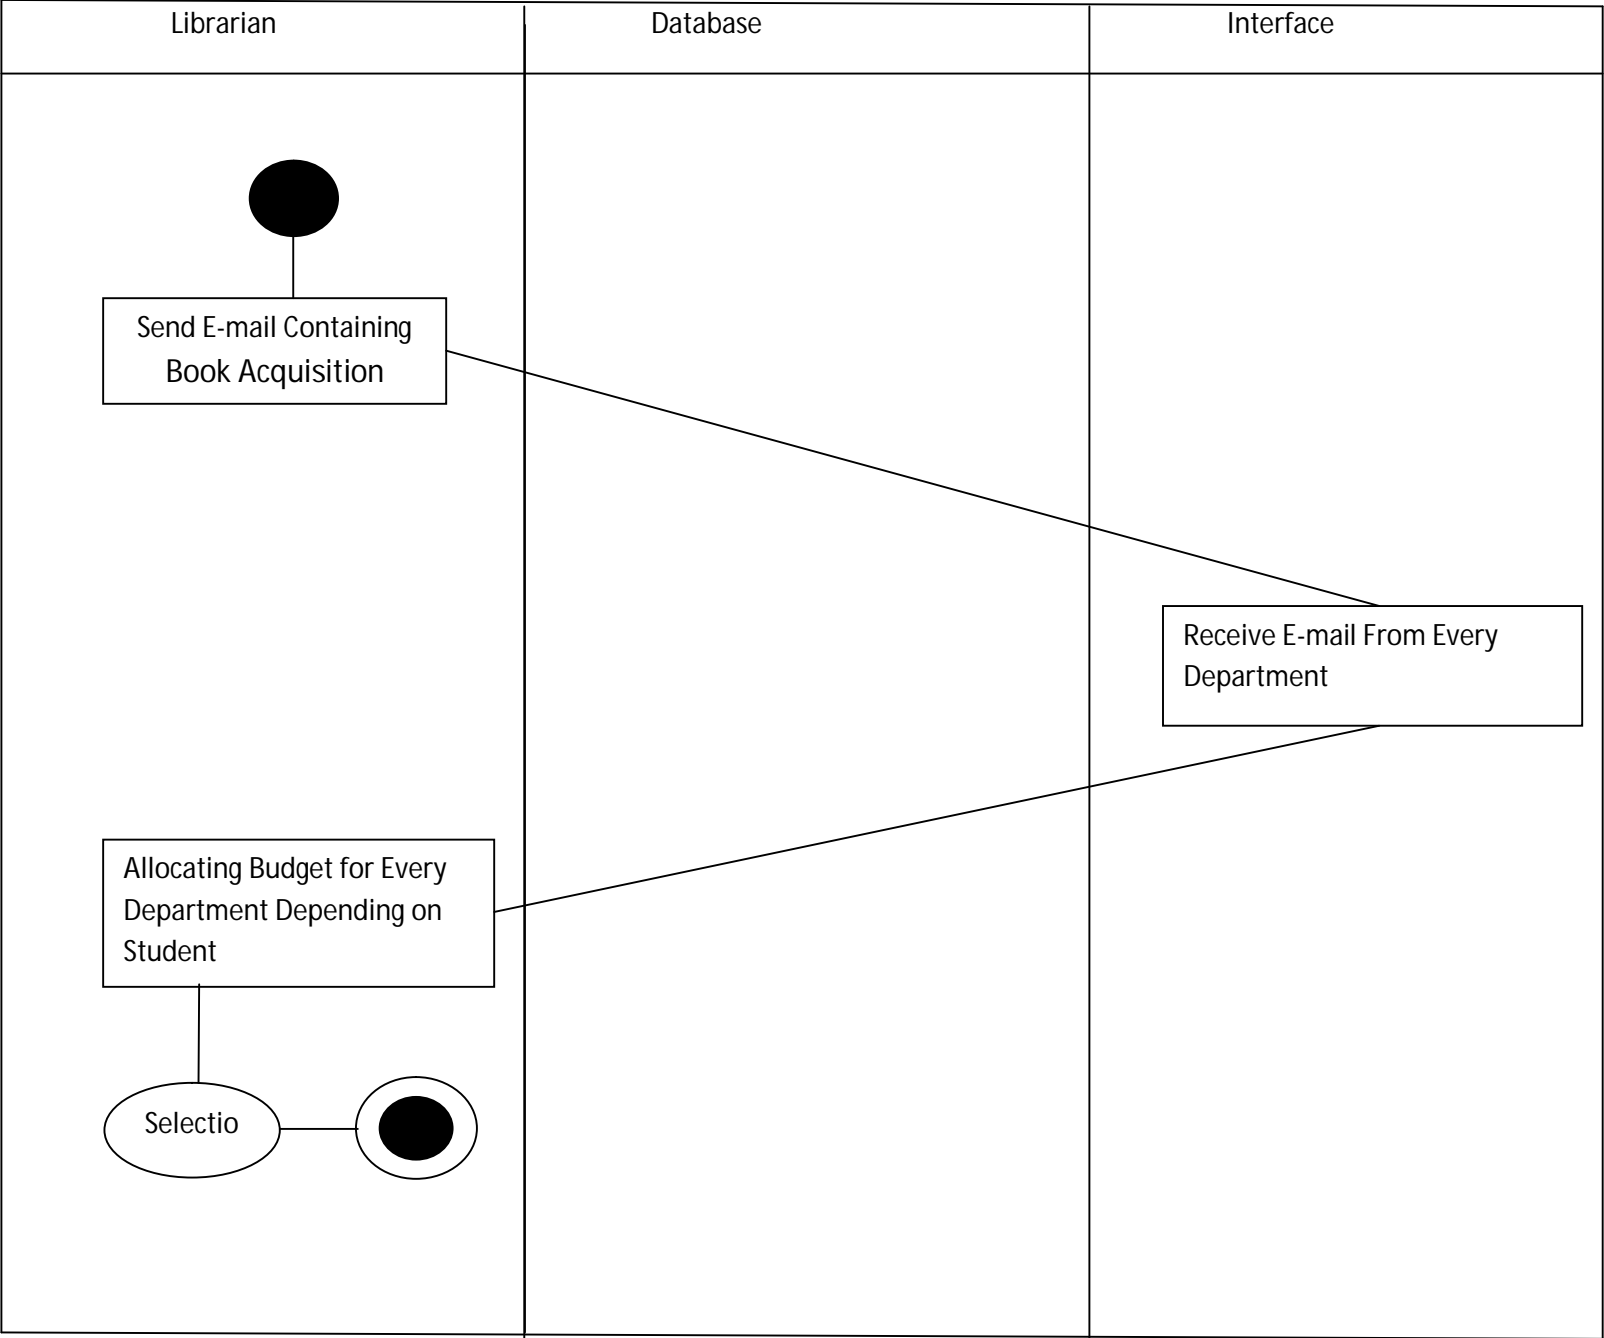 Librarian
Database
Interface
Send E-mail Containing
Book Acquisition
Receive E-mail From Every
Department
Allocating Budget for Every
Department Depending on
Student
Selectio